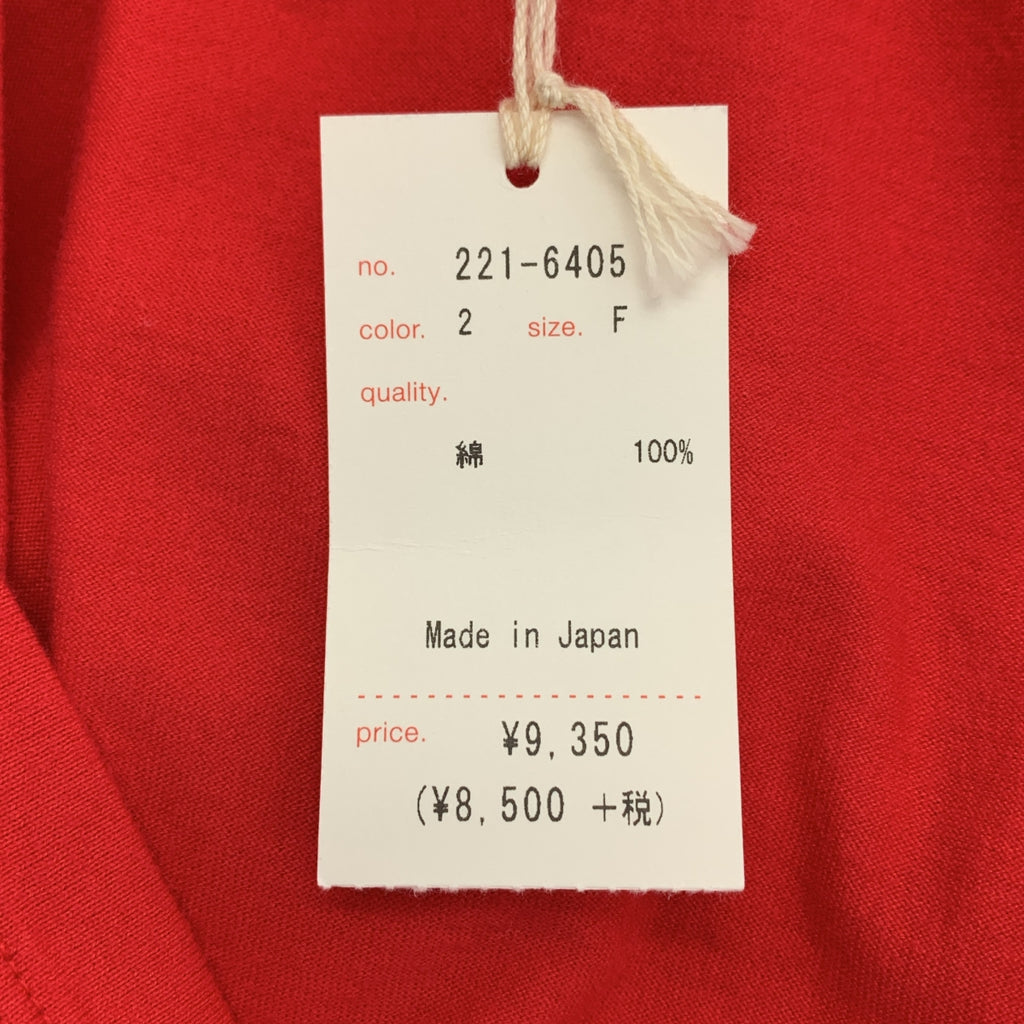 no. 221-6405
color. 2 size. F
quality.
綿 100%
Made in Japan
price. ¥9,350
(¥8,500 +税)